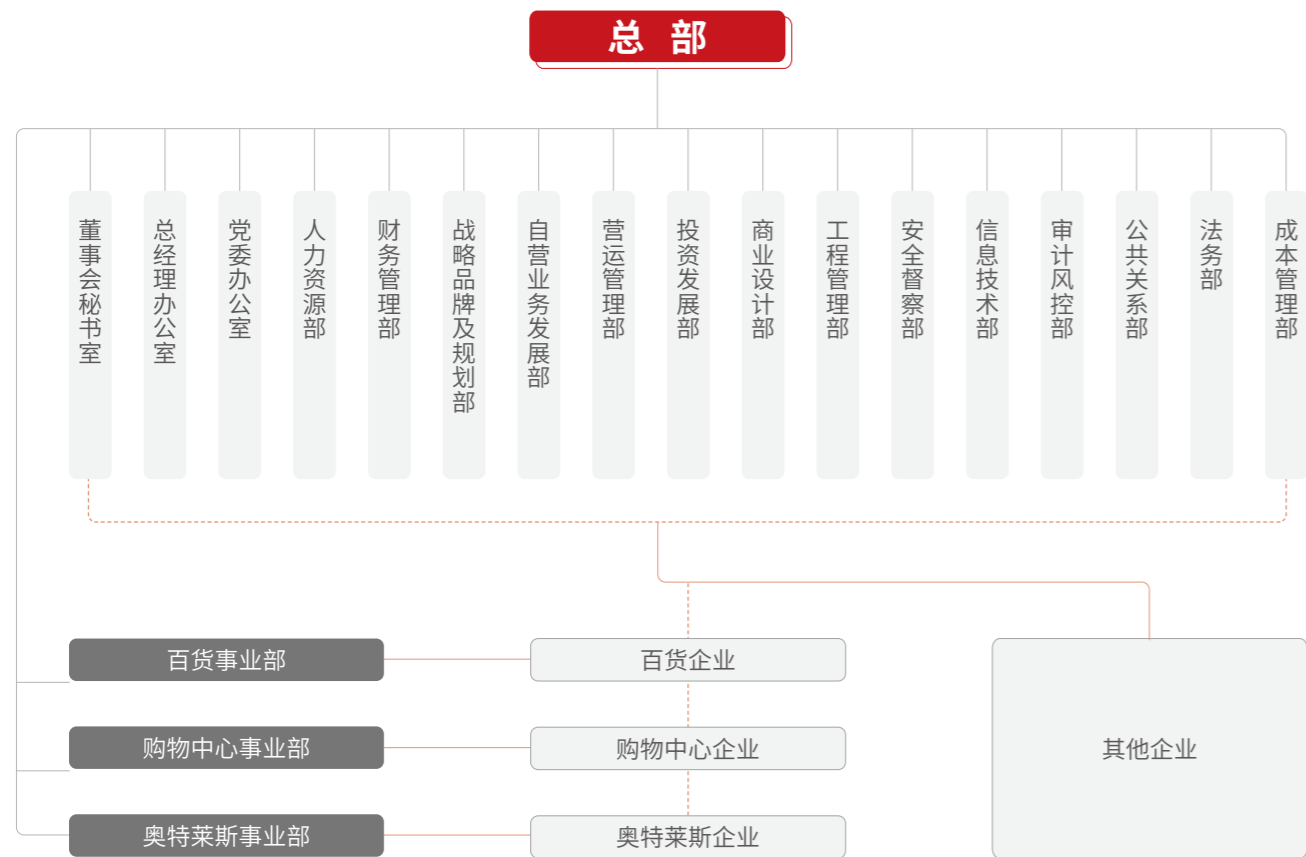 总 部
董事会秘书室
总经理办公室
党委办公室
人力资源部
财务管理部
战略品牌及规划部
自营业务发展部
营运管理部
投资发展部
商业设计部
工程管理部
安全督察部
信息技术部
审计风控部
公共关系部
法务部
成本管理部
百货事业部
百货企业
购物中心事业部
购物中心企业
其他企业
奥特莱斯事业部
奥特莱斯企业